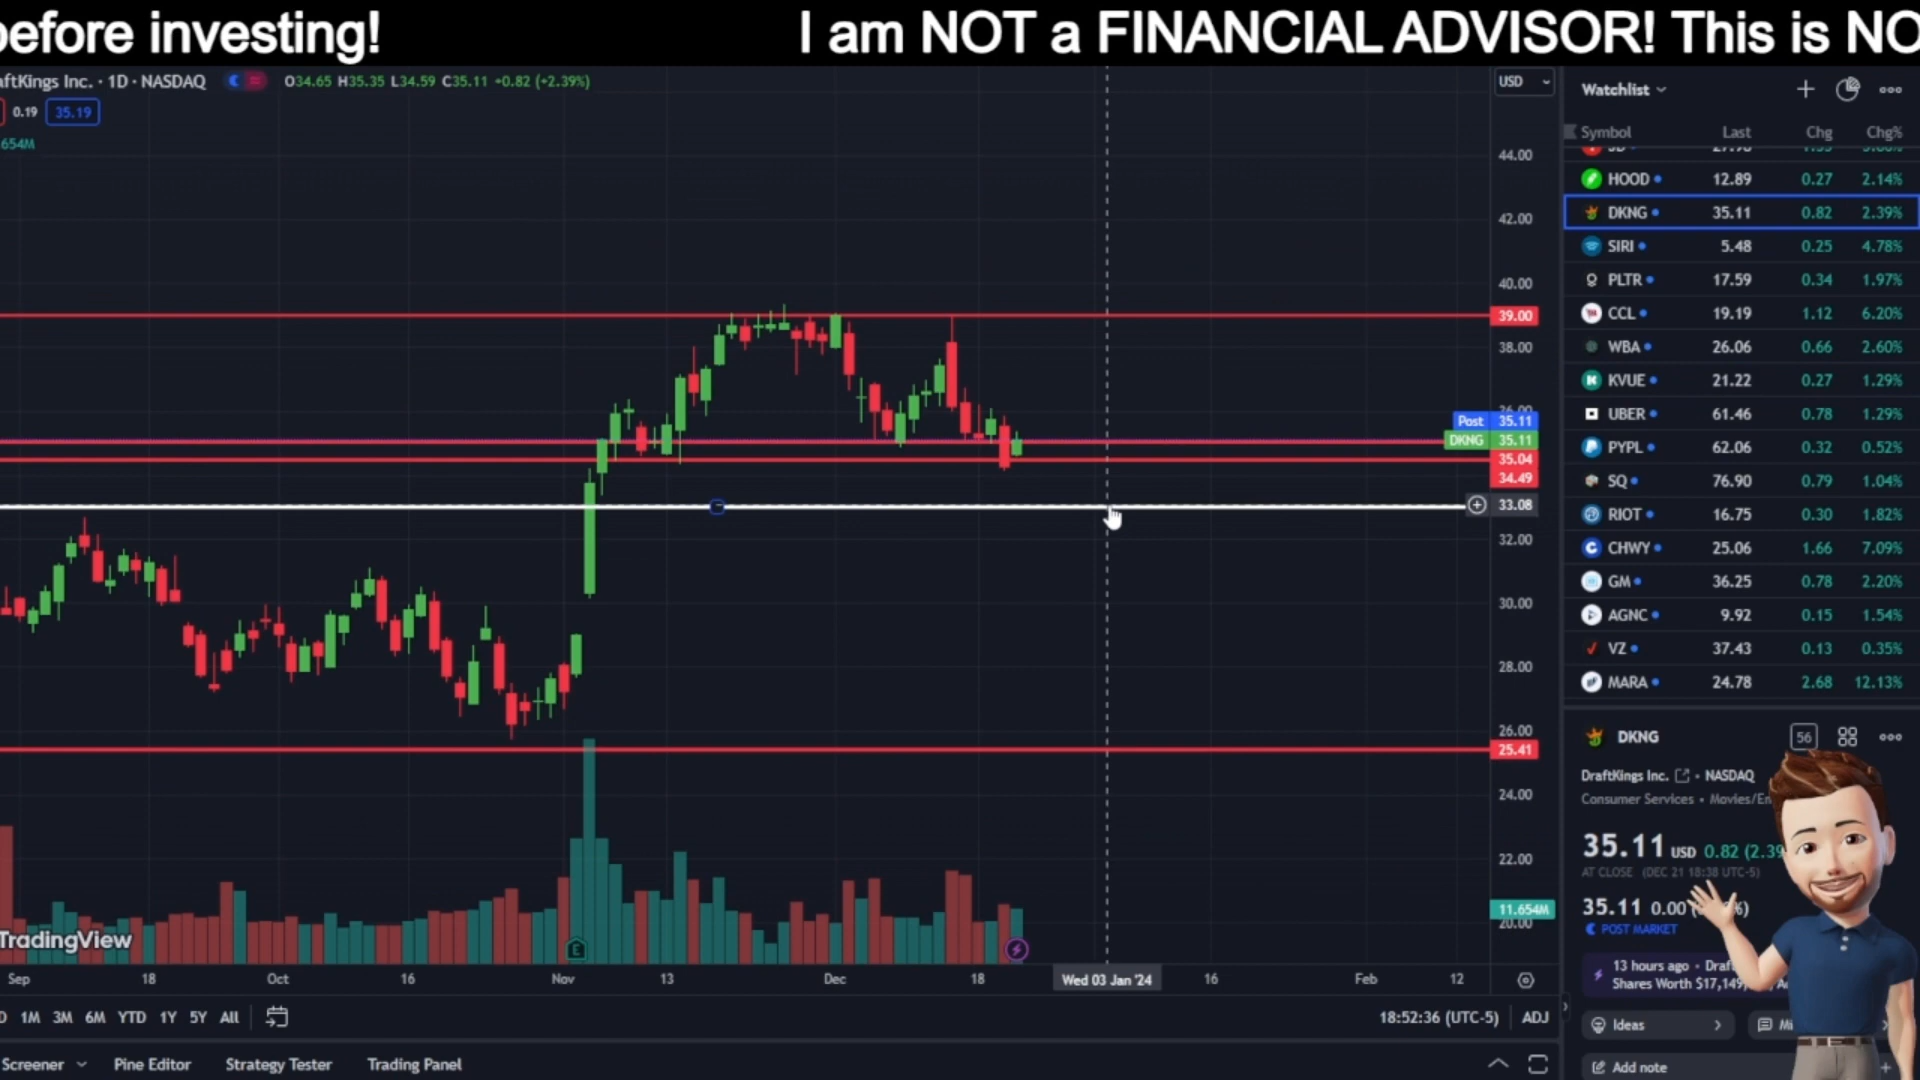 before investing! I am NOT a FINANCIAL ADVISOR! This is NO
aftKings Inc. · 1D · NASDAQ O34.65 H35.35 L34.59 C35.11 +0.82 (+2.39%)
0.19 35.19
654M
USD
44.00
42.00
40.00
39.00
38.00
Post 35.11
DKNG 35.11
35.04
34.49
33.08
32.00
30.00
28.00
26.00
25.41
24.00
22.00
11.654M
20.00
E
TradingView
Sep 18 Oct 16 Nov 13 Dec 18 Wed 03 Jan '24 16 Feb 12
D 1M 3M 6M YTD 1Y 5Y All 18:52:36 (UTC-5) ADJ
Screener Pine Editor Strategy Tester Trading Panel
Watchlist
Symbol Last Chg Chg%
HOOD 12.89 0.27 2.14%
DKNG 35.11 0.82 2.39%
SIRI 5.48 0.25 4.78%
PLTR 17.59 0.34 1.97%
CCL 19.19 1.12 6.20%
WBA 26.06 0.66 2.60%
KVUE 21.22 0.27 1.29%
UBER 61.46 0.78 1.29%
PYPL 62.06 0.32 0.52%
SQ 76.90 0.79 1.04%
RIOT 16.75 0.30 1.82%
CHWY 25.06 1.66 7.09%
GM 36.25 0.78 2.20%
AGNC 9.92 0.15 1.54%
VZ 37.43 0.13 0.35%
MARA 24.78 2.68 12.13%
DKNG 56
DraftKings Inc. • NASDAQ
Consumer Services • Movies/En
35.11 USD 0.82 (2.39
AT CLOSE (DEC 21 18:38 UTC-5)
35.11 0.00
POST MARKET
13 hours ago • Draf
Shares Worth $17,149
Ideas
Add note